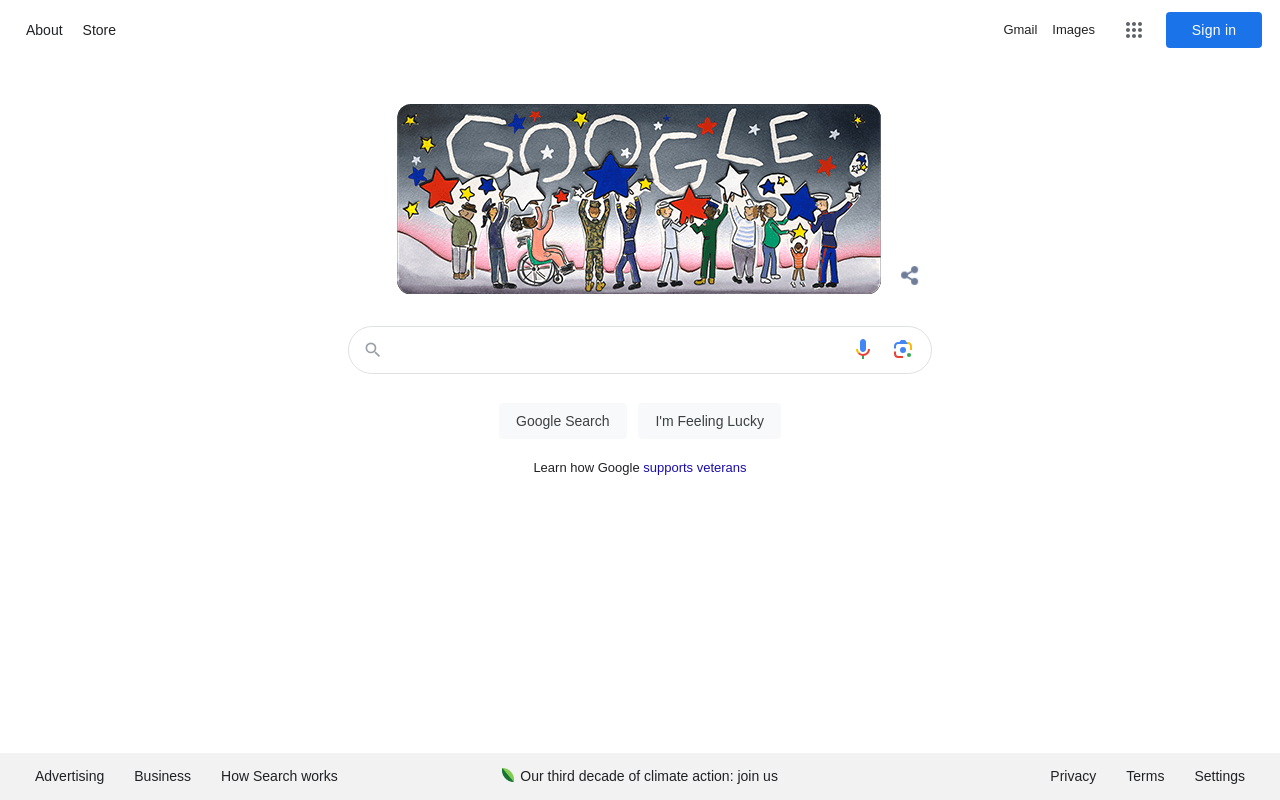 About Store
Gmail Images Sign in
GOOGLE
Google Search I'm Feeling Lucky
Learn how Google supports veterans
Advertising Business How Search works
Our third decade of climate action: join us
Privacy Terms Settings